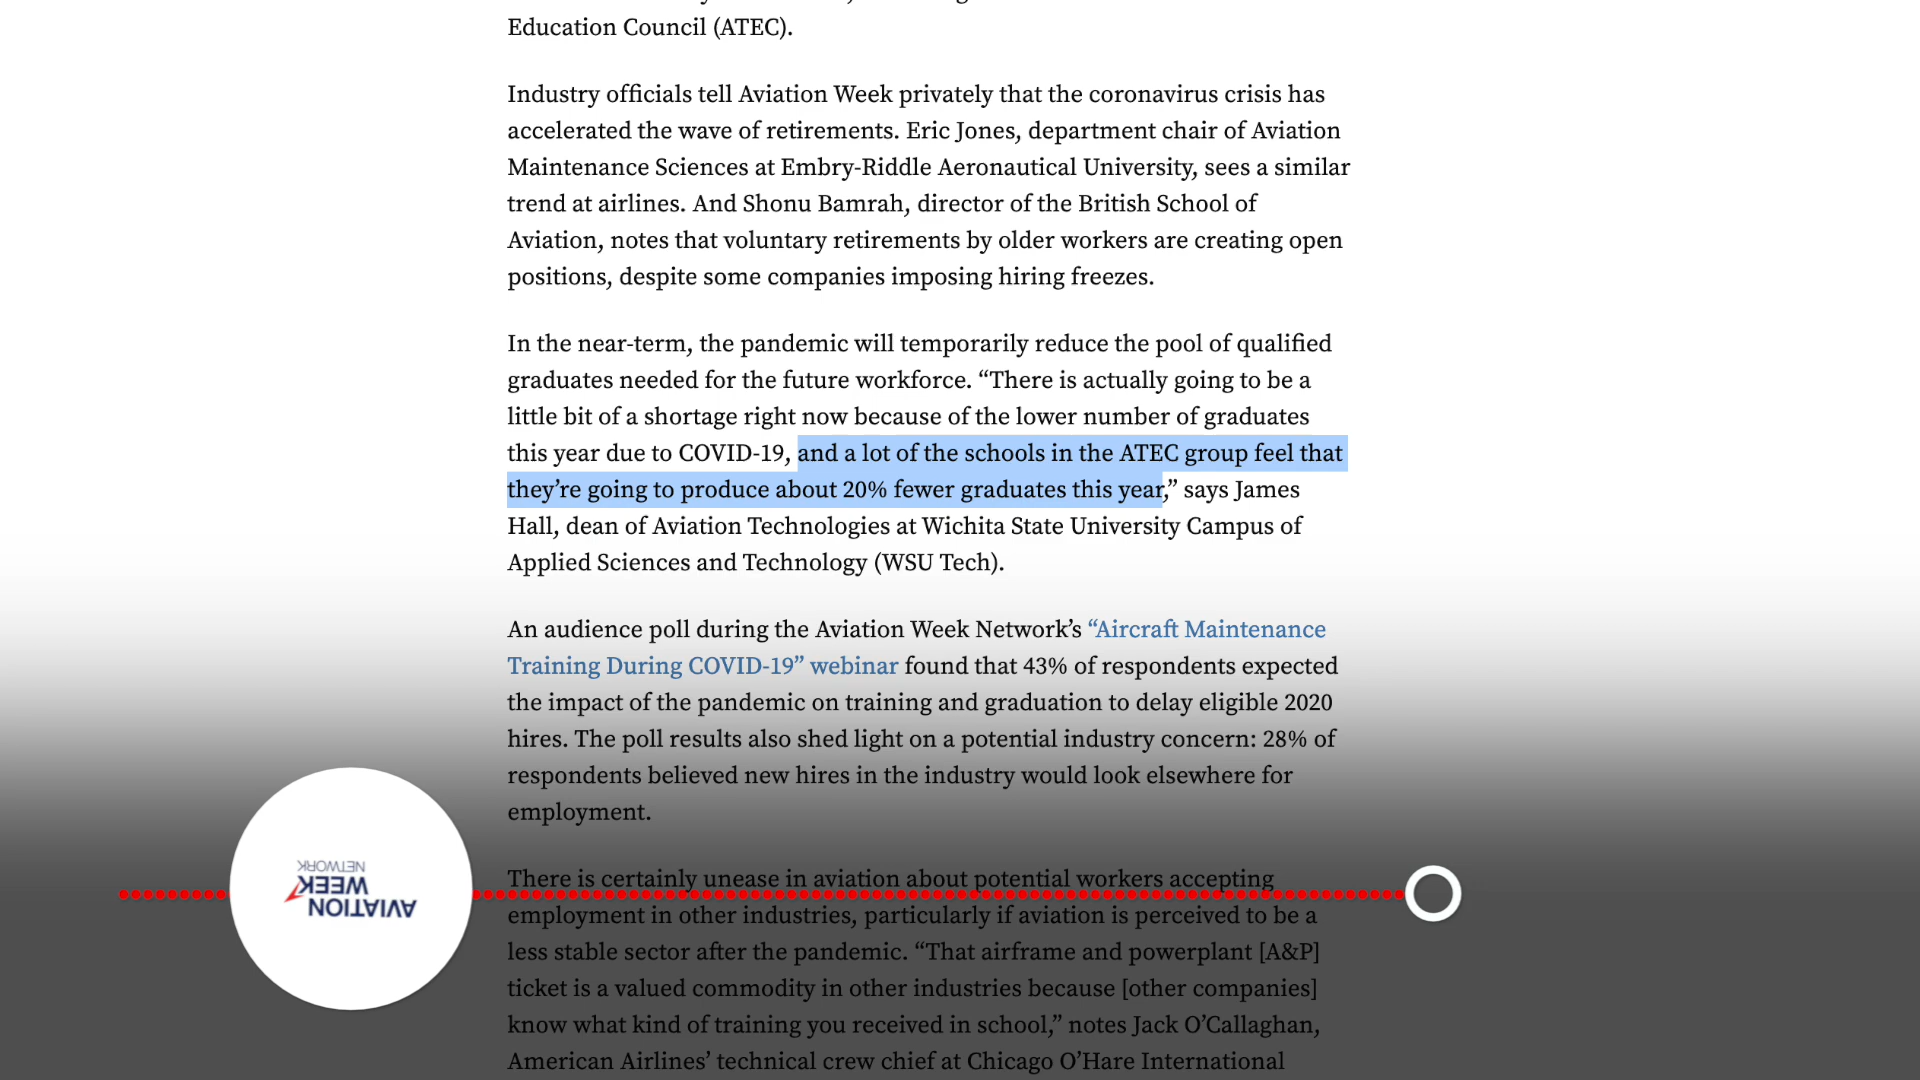 Education Council (ATEC).
Industry officials tell Aviation Week privately that the coronavirus crisis has
accelerated the wave of retirements. Eric Jones, department chair of Aviation
Maintenance Sciences at Embry-Riddle Aeronautical University, sees a similar
trend at airlines. And Shonu Bamrah, director of the British School of
Aviation, notes that voluntary retirements by older workers are creating open
positions, despite some companies imposing hiring freezes.
In the near-term, the pandemic will temporarily reduce the pool of qualified
graduates needed for the future workforce. “There is actually going to be a
little bit of a shortage right now because of the lower number of graduates
this year due to COVID-19, and a lot of the schools in the ATEC group feel that
they’re going to produce about 20% fewer graduates this year,” says James
Hall, dean of Aviation Technologies at Wichita State University Campus of
Applied Sciences and Technology (WSU Tech).
An audience poll during the Aviation Week Network’s “Aircraft Maintenance
Training During COVID-19” webinar found that 43% of respondents expected
the impact of the pandemic on training and graduation to delay eligible 2020
hires. The poll results also shed light on a potential industry concern: 28% of
respondents believed new hires in the industry would look elsewhere for
employment.
There is certainly unease in aviation about potential workers accepting
employment in other industries, particularly if aviation is perceived to be a
less stable sector after the pandemic. “That airframe and powerplant [A&P]
ticket is a valued commodity in other industries because [other companies]
know what kind of training you received in school,” notes Jack O’Callaghan,
American Airlines’ technical crew chief at Chicago O’Hare International
AVIATION
WEEK
NETWORK